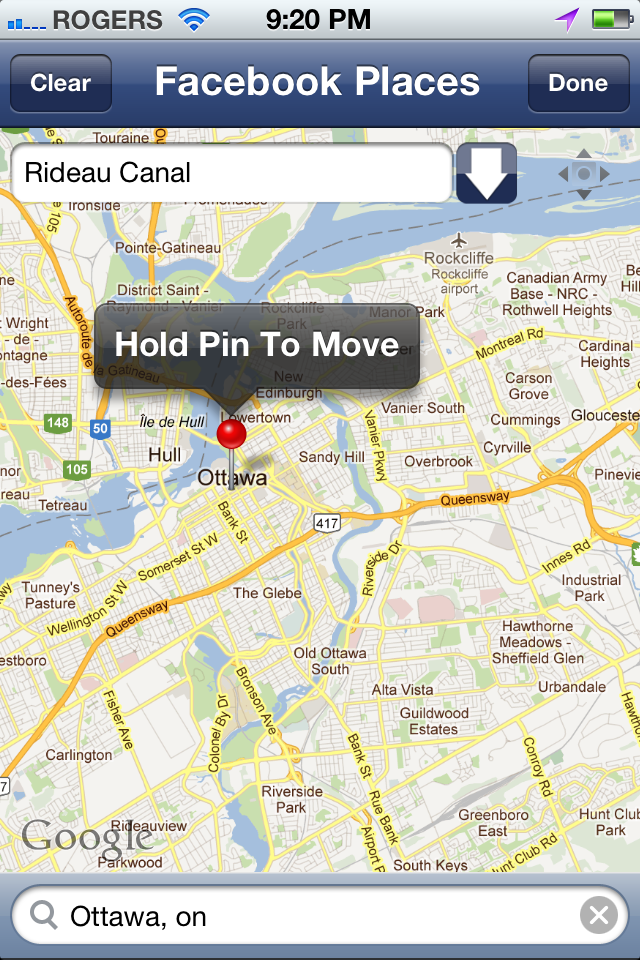 ROGERS
9:20 PM
Clear
Facebook Places
Done
Touraine
Rideau Canal
Ironside
Promenades
105
Pointe-Gatineau
Rockcliffe
Rockcliffe
airport
District Saint -
Raymond - Vanier
Canadian Army
Base - NRC -
Rothwell Heights
Rockcliffe
Park
Manor Park
Wright
- de -
ontagne
Autoroute de la Gatineau
Hold Pin To Move
Montreal Rd
Cardinal
Heights
-des-Fées
New
Edinburgh
Carson
Grove
148
50
Île de Hull
Lowertown
Vanier South
Cummings
Gloucester
Vanier Pkwy
Hull
Sandy Hill
Overbrook
Cyrville
105
Ottawa
Tetreau
Queensway
Bank St
417
Somerset St W
Riverside Dr
Innes Rd
Tunney's
Pasture
The Glebe
Industrial
Park
Wellington St W
Queensway
Hawthorne
Meadows -
Sheffield Glen
Old Ottawa
South
Alta Vista
Urbandale
Fisher Ave
Colonel By Dr
Bronson Ave
Guildwood
Estates
Carlington
Bank St
Conroy Rd
Riverside
Park
Rue Bank
Greenboro
East
Hunt Club
Park
Google
Rideauview
Airport P
Hunt Club Rd
Parkwood
South Keys
Ottawa, on